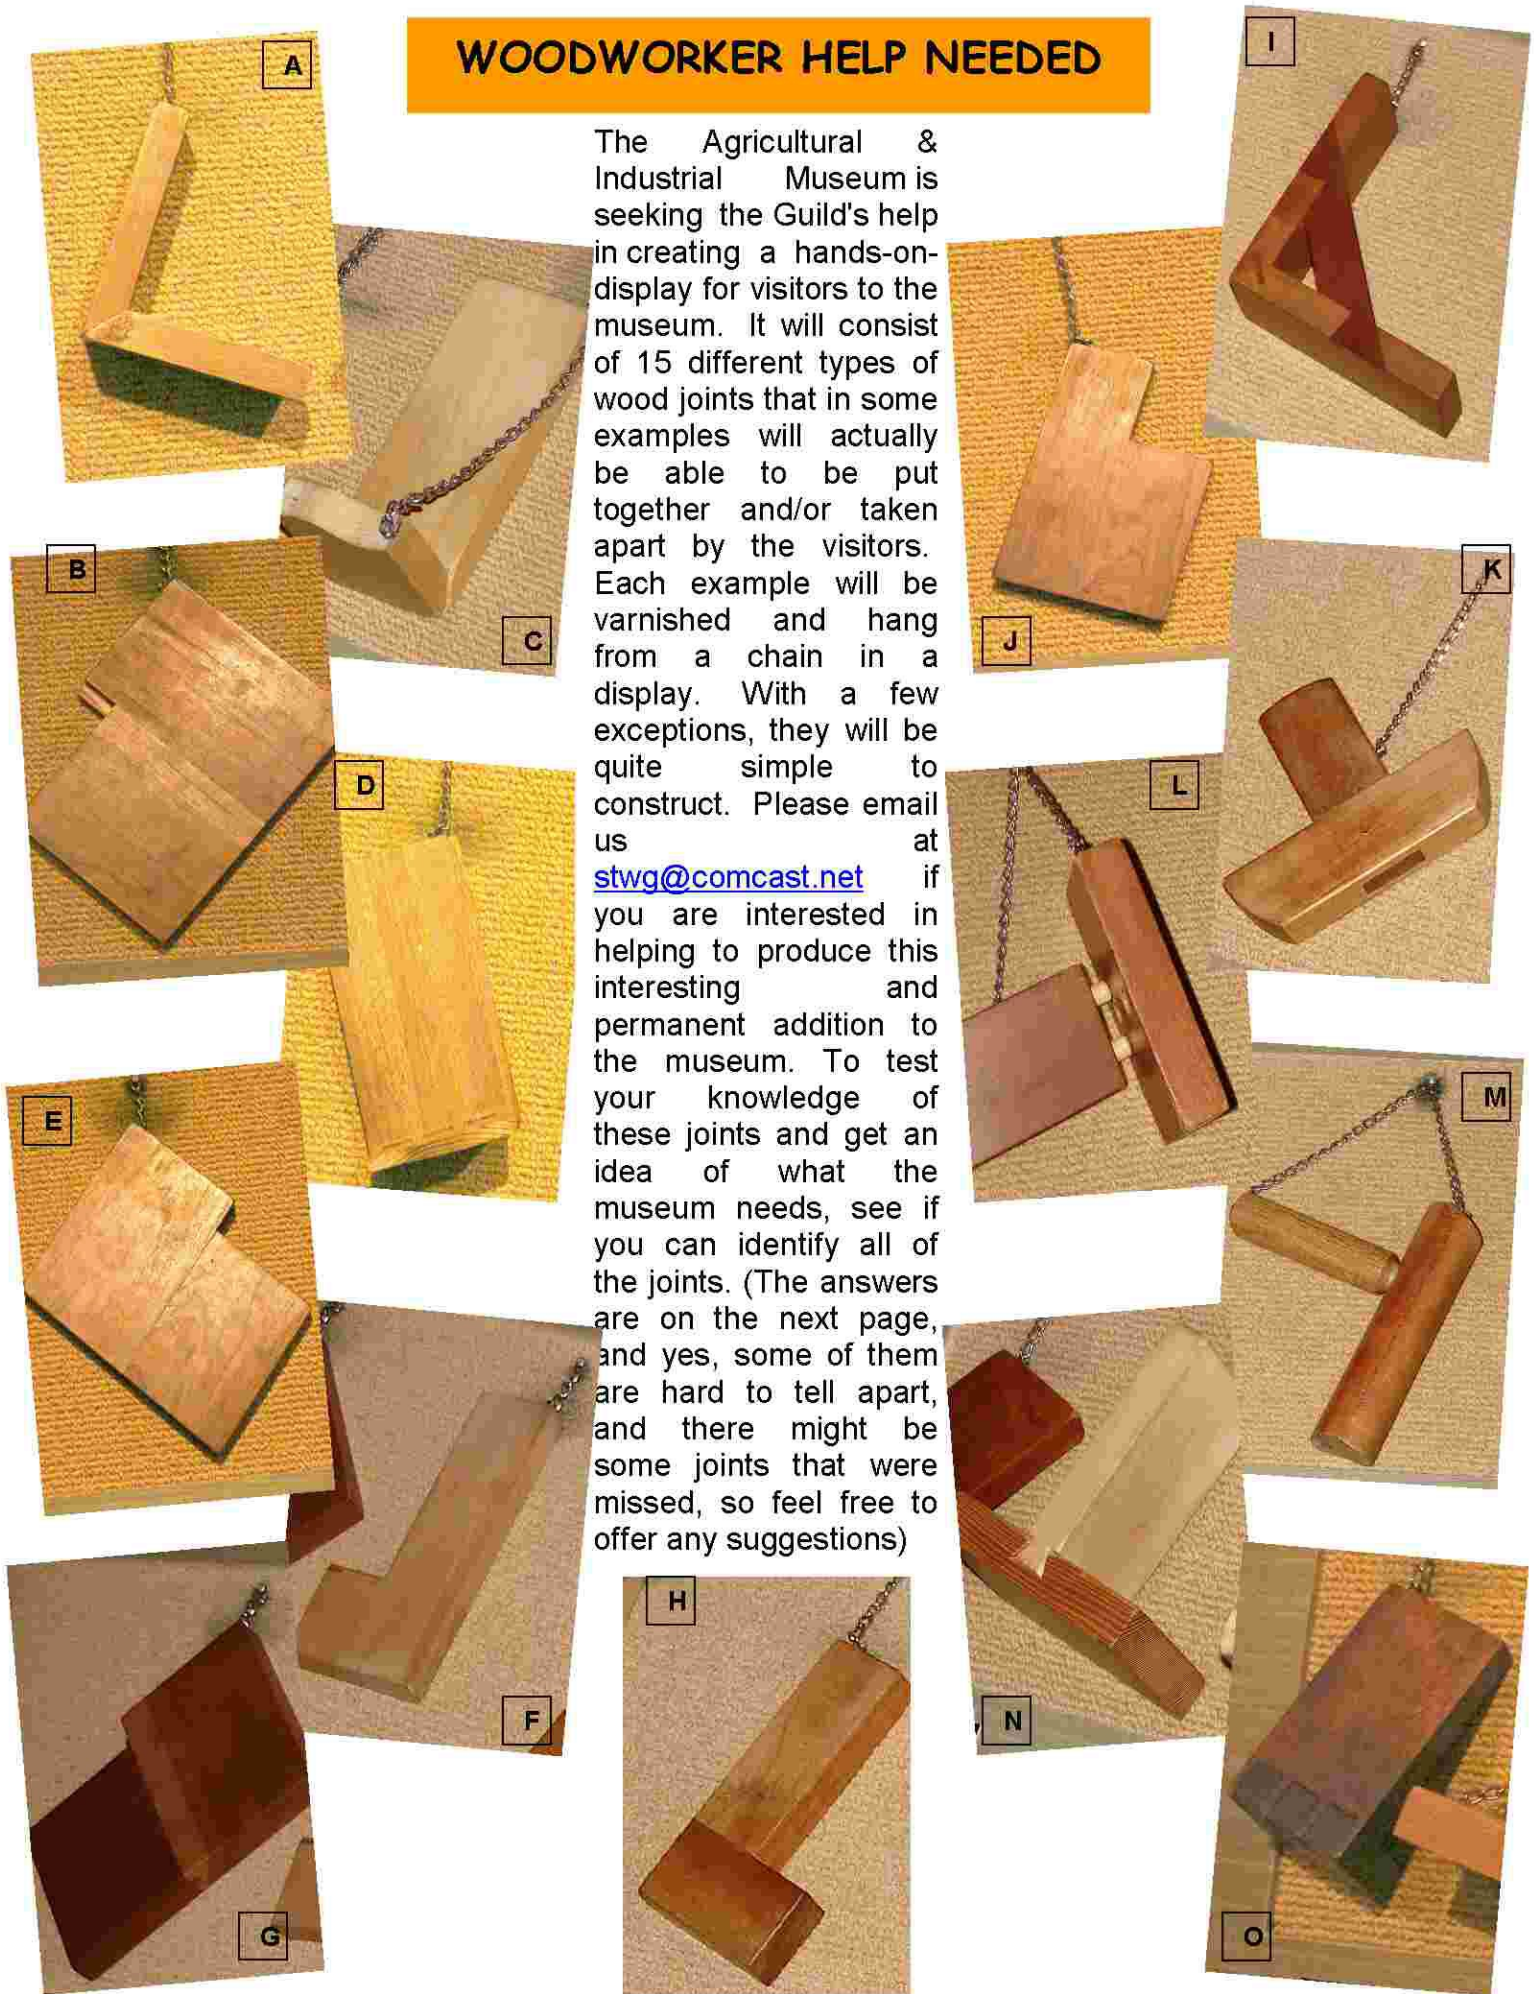 WOODWORKER HELP NEEDED
The Agricultural &
Industrial Museum is
seeking the Guild's help
in creating a hands-on-
display for visitors to the
museum. It will consist
of 15 different types of
wood joints that in some
examples will actually
be able to be put
together and/or taken
apart by the visitors.
Each example will be
varnished and hang
from a chain in a
display. With a few
exceptions, they will be
quite simple to
construct. Please email
us at
stwg@comcast.net if
you are interested in
helping to produce this
interesting and
permanent addition to
the museum. To test
your knowledge of
these joints and get an
idea of what the
museum needs, see if
you can identify all of
the joints. (The answers
are on the next page,
and yes, some of them
are hard to tell apart,
and there might be
some joints that were
missed, so feel free to
offer any suggestions)
A
B
C
D
E
F
G
H
I
J
K
L
M
N
O